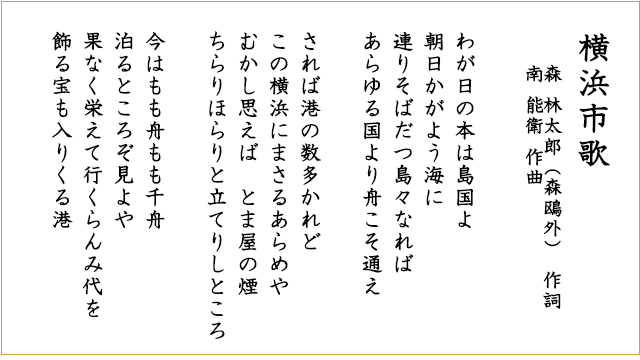 横浜市歌
森 林太郎（森鴎外） 作詞
南 能衛 作曲
わが日の本は島国よ
朝日かがよう海に
連りそばだつ島々なれば
あらゆる国より舟こそ通え
されば港の数多かれど
この横浜にまさるあらめや
むかし思えば とま屋の煙
ちらりほらりと立てりしところ
今はもも舟もも千舟
泊るところぞ見よや
果なく栄えて行くらんみ代を
飾る宝も入りくる港